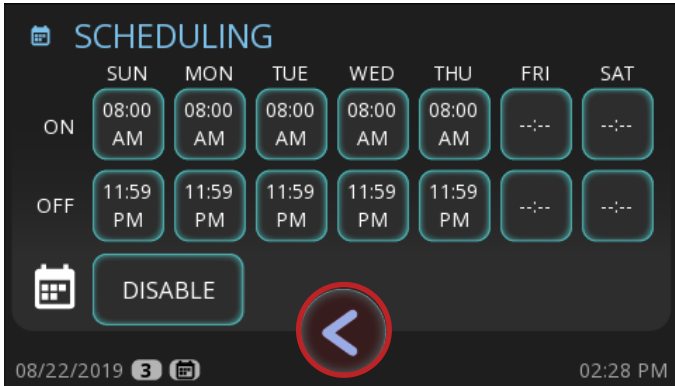 SCHEDULING
SUN MON TUE WED THU FRI SAT
ON 08:00 AM 08:00 AM 08:00 AM 08:00 AM 08:00 AM --:-- --:--
OFF 11:59 PM 11:59 PM 11:59 PM 11:59 PM 11:59 PM --:-- --:--
DISABLE
08/22/2019 3 02:28 PM